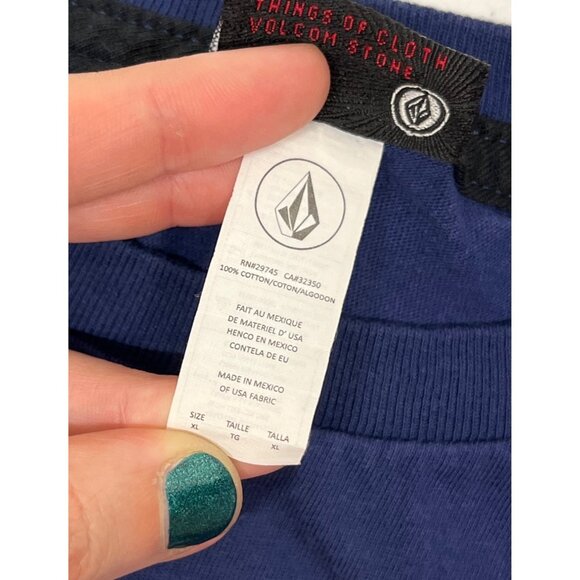 THINGS OF CLOTH
VOLCOM STONE
RN#29745 CA#32350
100% COTTON/COTON/ALGODON
FAIT AU MEXIQUE
DE MATERIEL D' USA
HENCO EN MEXICO
CONTELA DE EU
MADE IN MEXICO
OF USA FABRIC
SIZE TAILLE TALLA
XL TG XL